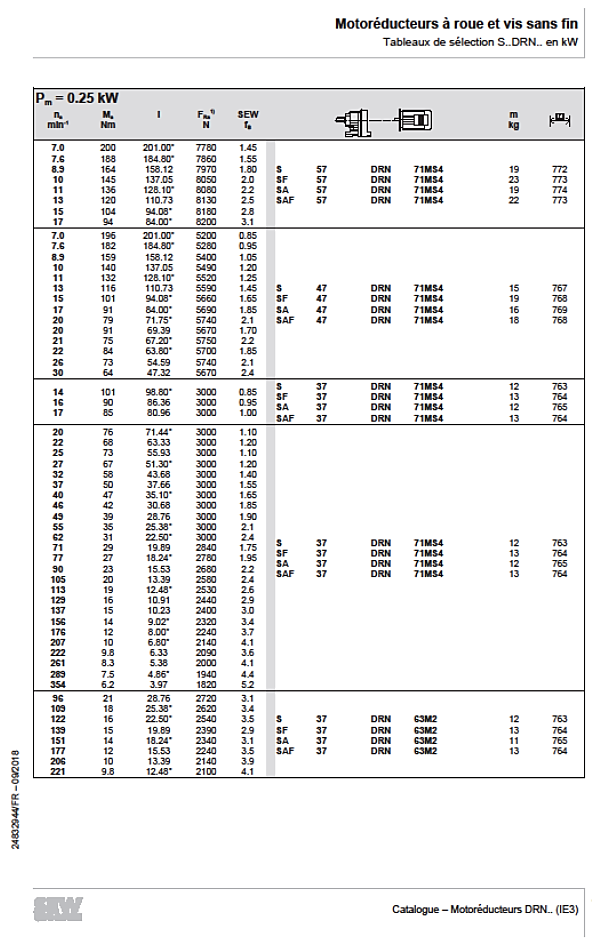 Motoréducteurs à roue et vis sans fin
Tableaux de sélection S..DRN.. en kW
Pm = 0.25 kW
na Ma i FRa1) SEW m
min-1 Nm N fB kg
7.0 200 201.00* 7780 1.45
7.6 188 184.80* 7860 1.55
8.9 164 158.12 7970 1.80 S 57 DRN 71MS4 19 772
10 145 137.05 8050 2.0 SF 57 DRN 71MS4 23 773
11 136 128.10* 8080 2.2 SA 57 DRN 71MS4 19 774
13 120 110.73 8130 2.5 SAF 57 DRN 71MS4 22 773
15 104 94.08* 8180 2.8
17 94 84.00* 8200 3.1
7.0 196 201.00* 5200 0.85
7.6 182 184.80* 5280 0.95
8.9 159 158.12 5400 1.05
10 140 137.05 5490 1.20
11 132 128.10* 5520 1.25
13 116 110.73 5590 1.45 S 47 DRN 71MS4 15 767
15 101 94.08* 5660 1.65 SF 47 DRN 71MS4 19 768
17 91 84.00* 5690 1.85 SA 47 DRN 71MS4 16 769
20 79 71.75* 5740 2.1 SAF 47 DRN 71MS4 18 768
20 91 69.39 5670 1.70
21 75 67.20* 5750 2.2
22 84 63.80* 5700 1.85
26 73 54.59 5740 2.1
30 64 47.32 5670 2.4
14 101 98.80* 3000 0.85 S 37 DRN 71MS4 12 763
16 90 86.36 3000 0.95 SF 37 DRN 71MS4 13 764
17 85 80.96 3000 1.00 SA 37 DRN 71MS4 12 765
SAF 37 DRN 71MS4 13 764
20 76 71.44* 3000 1.10
22 68 63.33 3000 1.20
25 73 55.93 3000 1.10
27 67 51.30* 3000 1.20
32 58 43.68 3000 1.40
37 50 37.66 3000 1.55
40 47 35.10* 3000 1.65
46 42 30.68 3000 1.85
49 39 28.76 3000 1.90
55 35 25.38* 3000 2.1
62 31 22.50* 3000 2.4 S 37 DRN 71MS4 12 763
71 29 19.89 2840 1.75 SF 37 DRN 71MS4 13 764
77 27 18.24* 2780 1.95 SA 37 DRN 71MS4 12 765
90 23 15.53 2680 2.2 SAF 37 DRN 71MS4 13 764
105 20 13.39 2580 2.4
113 19 12.48* 2530 2.6
129 16 10.91 2440 2.9
137 15 10.23 2400 3.0
156 14 9.02* 2320 3.4
176 12 8.00* 2240 3.7
207 10 6.80* 2140 4.1
222 9.8 6.33 2090 3.6
261 8.3 5.38 2000 4.1
289 7.5 4.86* 1940 4.4
354 6.2 3.97 1820 5.2
96 21 28.76 2720 3.1
109 18 25.38* 2620 3.4
122 16 22.50* 2540 3.5 S 37 DRN 63M2 12 763
139 15 19.89 2390 2.9 SF 37 DRN 63M2 13 764
151 14 18.24* 2340 3.1 SA 37 DRN 63M2 11 765
177 12 15.53 2240 3.5 SAF 37 DRN 63M2 13 764
206 10 13.39 2140 3.9
221 9.8 12.48* 2100 4.1
24832944/FR – 09/2018
SEW
Catalogue – Motoréducteurs DRN.. (IE3)